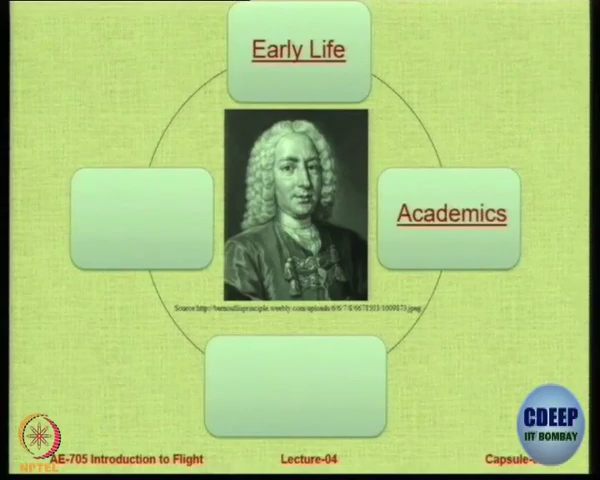 Early Life
Academics
AE-705 Introduction to Flight
Lecture-04
CDEEP
IIT BOMBAY
NPTEL